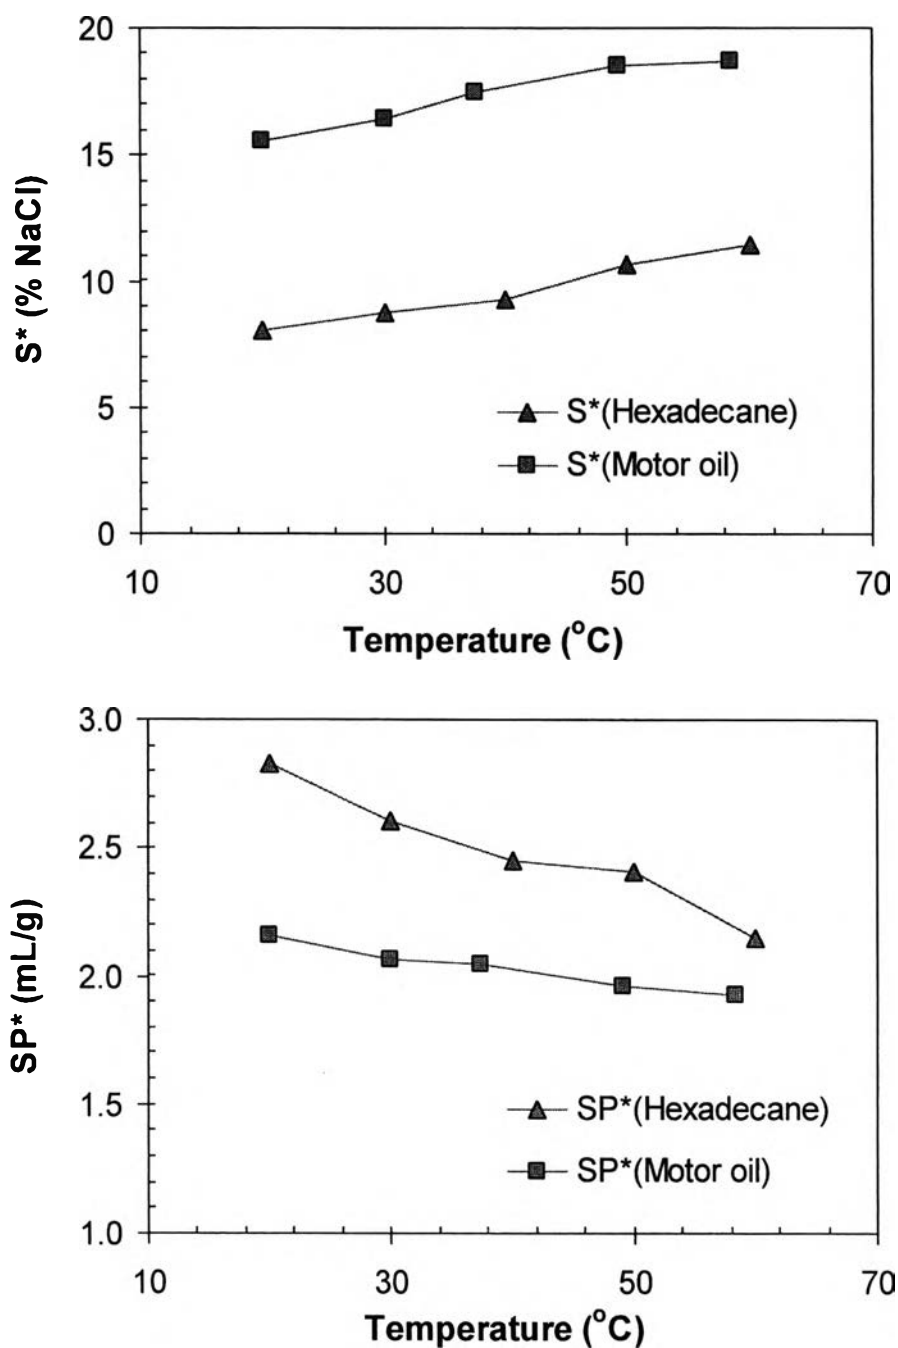 20
15
10
5
0
S* (% NaCl)
S*(Hexadecane)
S*(Motor oil)
10 30 50 70
Temperature (°C)
3.0
2.5
2.0
1.5
1.0
SP* (mL/g)
SP*(Hexadecane)
SP*(Motor oil)
10 30 50 70
Temperature (°C)